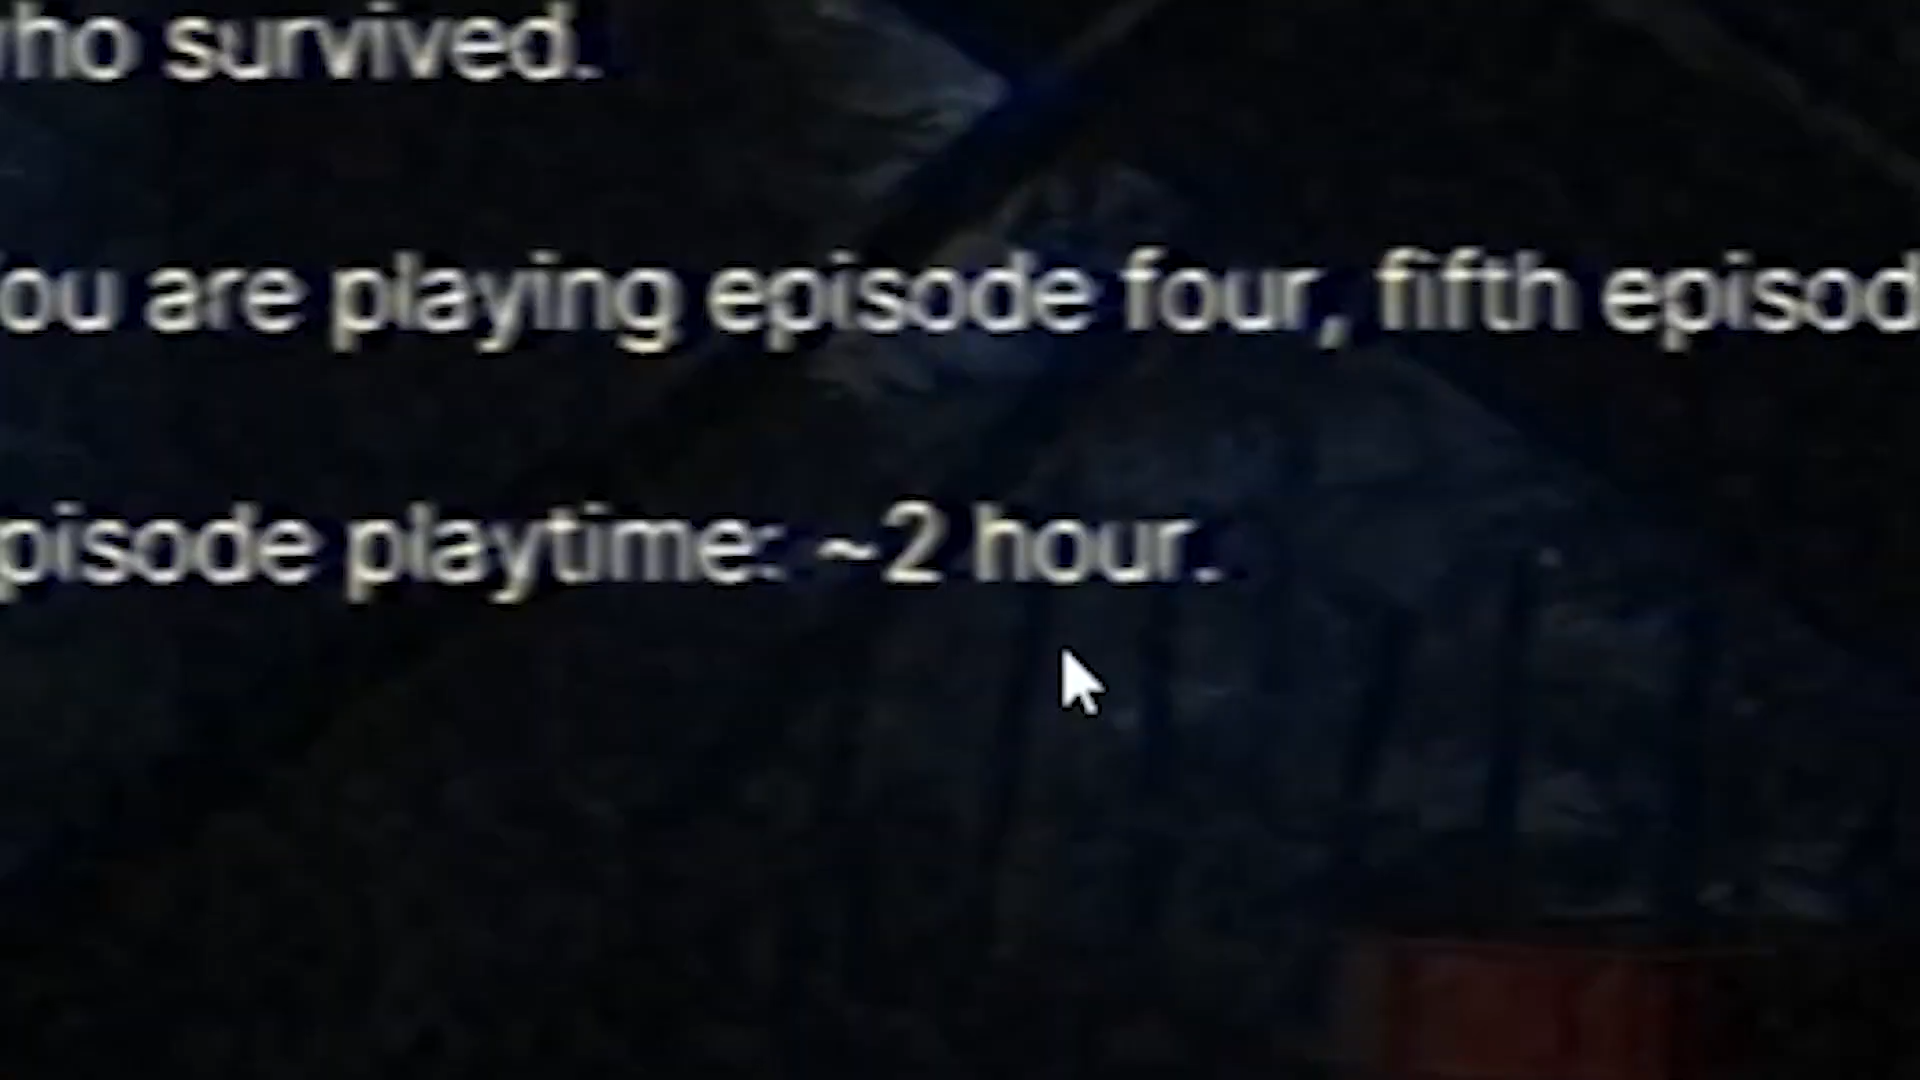 who survived.
You are playing episode four, fifth episod
pisode playtime: ~2 hour.